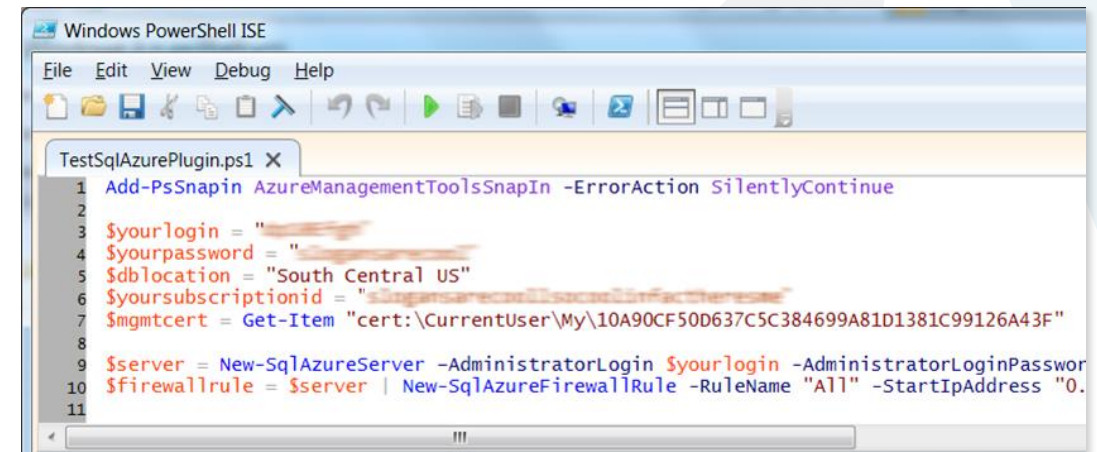 Windows PowerShell ISE
File Edit View Debug Help
TestSqlAzurePlugin.ps1
1 Add-PsSnapin AzureManagementToolsSnapIn -ErrorAction SilentlyContinue
2
3 $yourlogin = "
4 $yourpassword = "
5 $dblocation = "South Central US"
6 $yoursubscriptionid = "
7 $mgmtcert = Get-Item "cert:\CurrentUser\My\10A90CF50D637C5C384699A81D1381C99126A43F"
8
9 $server = New-SqlAzureServer -AdministratorLogin $yourlogin -AdministratorLoginPasswor
10 $firewallrule = $server | New-SqlAzureFirewallRule -RuleName "All" -StartIpAddress "0.
11